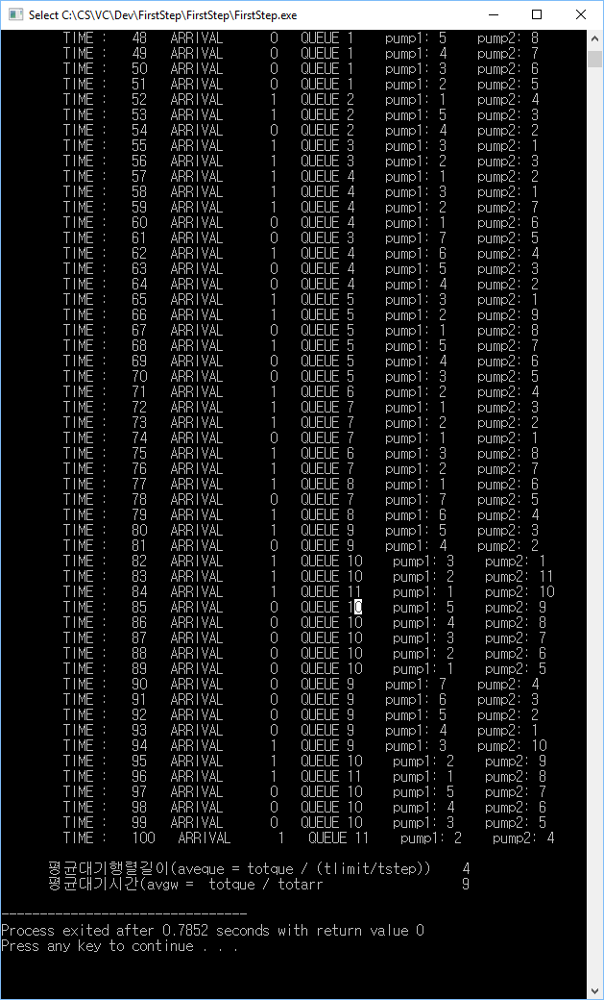 Select C:\CS\VC\Dev\FirstStep\FirstStep\FirstStep.exe
TIME : 48 ARRIVAL 0 QUEUE 1 pump1: 5 pump2: 8
TIME : 49 ARRIVAL 0 QUEUE 1 pump1: 4 pump2: 7
TIME : 50 ARRIVAL 0 QUEUE 1 pump1: 3 pump2: 6
TIME : 51 ARRIVAL 0 QUEUE 1 pump1: 2 pump2: 5
TIME : 52 ARRIVAL 1 QUEUE 2 pump1: 1 pump2: 4
TIME : 53 ARRIVAL 1 QUEUE 2 pump1: 5 pump2: 3
TIME : 54 ARRIVAL 0 QUEUE 2 pump1: 4 pump2: 2
TIME : 55 ARRIVAL 1 QUEUE 3 pump1: 3 pump2: 1
TIME : 56 ARRIVAL 1 QUEUE 3 pump1: 2 pump2: 3
TIME : 57 ARRIVAL 1 QUEUE 4 pump1: 1 pump2: 2
TIME : 58 ARRIVAL 1 QUEUE 4 pump1: 3 pump2: 1
TIME : 59 ARRIVAL 1 QUEUE 4 pump1: 2 pump2: 7
TIME : 60 ARRIVAL 0 QUEUE 4 pump1: 1 pump2: 6
TIME : 61 ARRIVAL 0 QUEUE 3 pump1: 7 pump2: 5
TIME : 62 ARRIVAL 1 QUEUE 4 pump1: 6 pump2: 4
TIME : 63 ARRIVAL 0 QUEUE 4 pump1: 5 pump2: 3
TIME : 64 ARRIVAL 0 QUEUE 4 pump1: 4 pump2: 2
TIME : 65 ARRIVAL 1 QUEUE 5 pump1: 3 pump2: 1
TIME : 66 ARRIVAL 1 QUEUE 5 pump1: 2 pump2: 9
TIME : 67 ARRIVAL 0 QUEUE 5 pump1: 1 pump2: 8
TIME : 68 ARRIVAL 1 QUEUE 5 pump1: 5 pump2: 7
TIME : 69 ARRIVAL 0 QUEUE 5 pump1: 4 pump2: 6
TIME : 70 ARRIVAL 0 QUEUE 5 pump1: 3 pump2: 5
TIME : 71 ARRIVAL 1 QUEUE 6 pump1: 2 pump2: 4
TIME : 72 ARRIVAL 1 QUEUE 7 pump1: 1 pump2: 3
TIME : 73 ARRIVAL 1 QUEUE 7 pump1: 2 pump2: 2
TIME : 74 ARRIVAL 0 QUEUE 7 pump1: 1 pump2: 1
TIME : 75 ARRIVAL 1 QUEUE 6 pump1: 3 pump2: 8
TIME : 76 ARRIVAL 1 QUEUE 7 pump1: 2 pump2: 7
TIME : 77 ARRIVAL 1 QUEUE 8 pump1: 1 pump2: 6
TIME : 78 ARRIVAL 0 QUEUE 7 pump1: 7 pump2: 5
TIME : 79 ARRIVAL 1 QUEUE 8 pump1: 6 pump2: 4
TIME : 80 ARRIVAL 1 QUEUE 9 pump1: 5 pump2: 3
TIME : 81 ARRIVAL 0 QUEUE 9 pump1: 4 pump2: 2
TIME : 82 ARRIVAL 1 QUEUE 10 pump1: 3 pump2: 1
TIME : 83 ARRIVAL 1 QUEUE 10 pump1: 2 pump2: 11
TIME : 84 ARRIVAL 1 QUEUE 11 pump1: 1 pump2: 10
TIME : 85 ARRIVAL 0 QUEUE 10 pump1: 5 pump2: 9
TIME : 86 ARRIVAL 0 QUEUE 10 pump1: 4 pump2: 8
TIME : 87 ARRIVAL 0 QUEUE 10 pump1: 3 pump2: 7
TIME : 88 ARRIVAL 0 QUEUE 10 pump1: 2 pump2: 6
TIME : 89 ARRIVAL 0 QUEUE 10 pump1: 1 pump2: 5
TIME : 90 ARRIVAL 0 QUEUE 9 pump1: 7 pump2: 4
TIME : 91 ARRIVAL 0 QUEUE 9 pump1: 6 pump2: 3
TIME : 92 ARRIVAL 0 QUEUE 9 pump1: 5 pump2: 2
TIME : 93 ARRIVAL 0 QUEUE 9 pump1: 4 pump2: 1
TIME : 94 ARRIVAL 1 QUEUE 9 pump1: 3 pump2: 10
TIME : 95 ARRIVAL 1 QUEUE 10 pump1: 2 pump2: 9
TIME : 96 ARRIVAL 1 QUEUE 11 pump1: 1 pump2: 8
TIME : 97 ARRIVAL 0 QUEUE 10 pump1: 5 pump2: 7
TIME : 98 ARRIVAL 0 QUEUE 10 pump1: 4 pump2: 6
TIME : 99 ARRIVAL 0 QUEUE 10 pump1: 3 pump2: 5
TIME : 100 ARRIVAL 1 QUEUE 11 pump1: 2 pump2: 4
평균대기행렬길이(aveque = totque / (tlimit/tstep)) 4
평균대기시간(avgw = totque / totarr 9
--------------------------------
Process exited after 0.7852 seconds with return value 0
Press any key to continue . . .